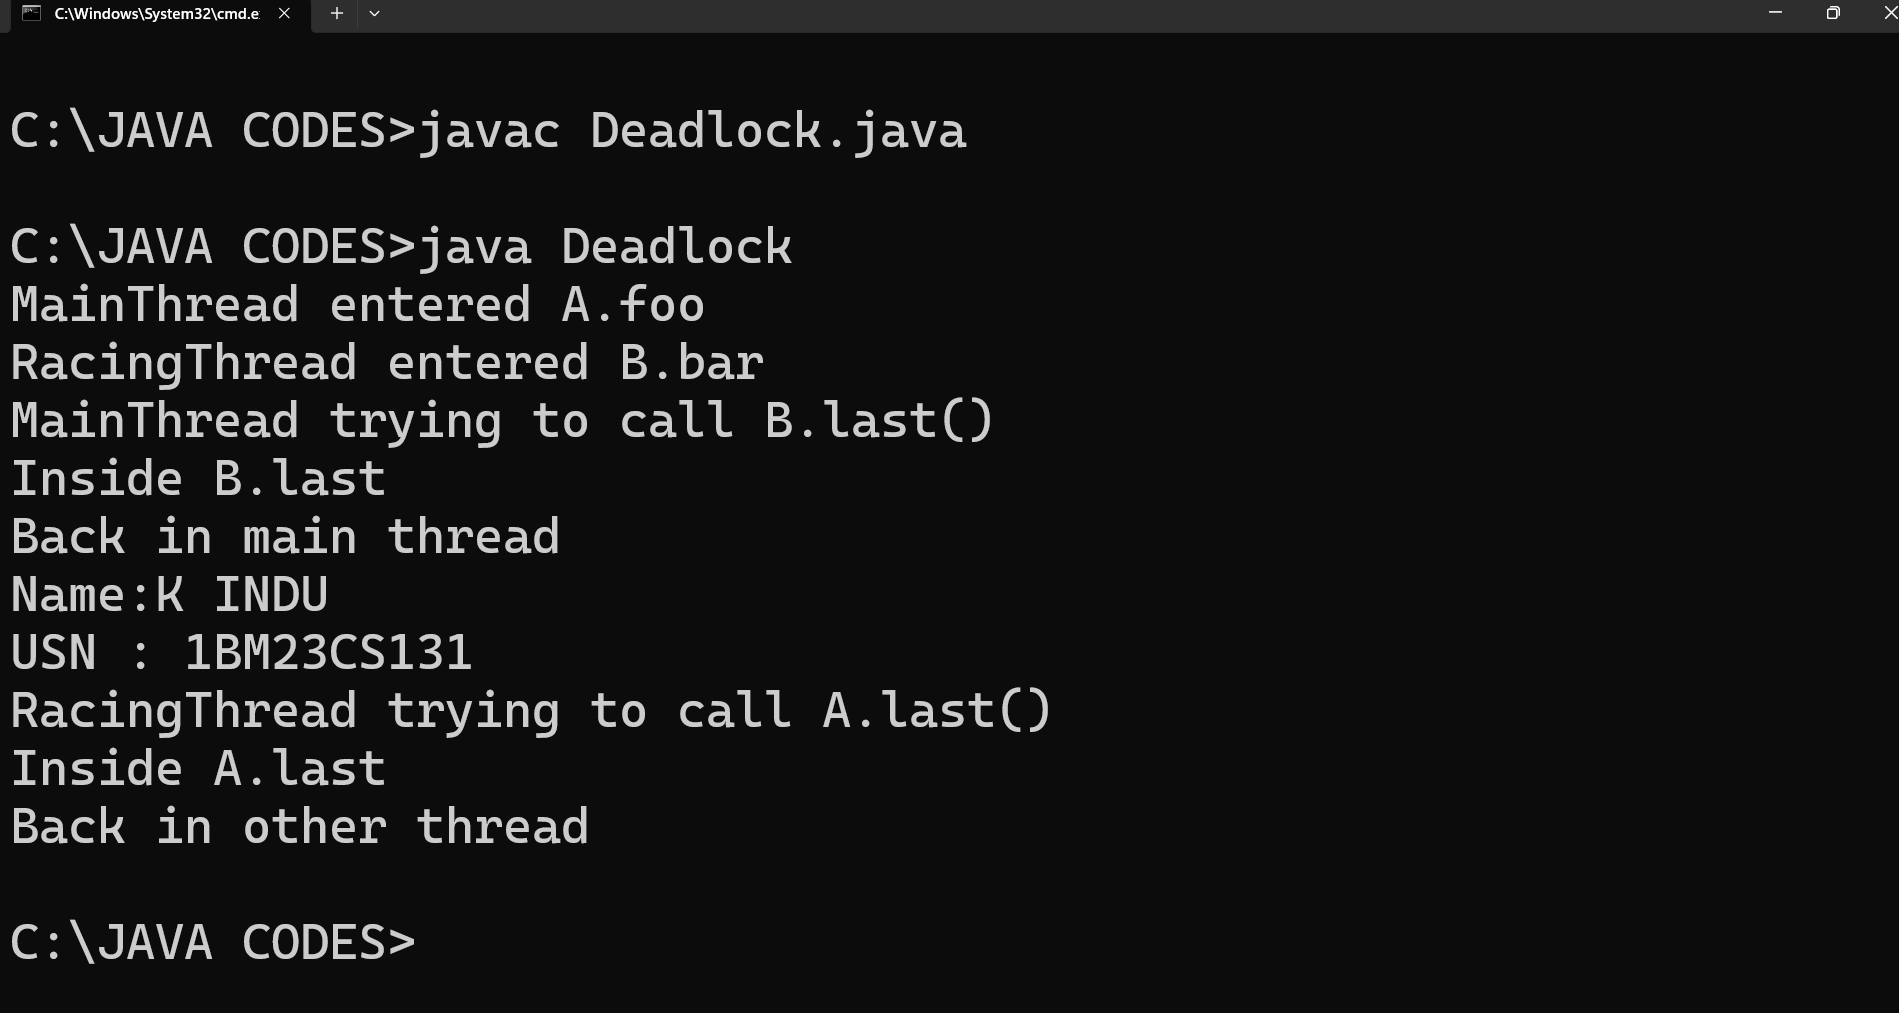 C:\Windows\System32\cmd.e
C:\JAVA CODES>javac Deadlock.java
C:\JAVA CODES>java Deadlock
MainThread entered A.foo
RacingThread entered B.bar
MainThread trying to call B.last()
Inside B.last
Back in main thread
Name:K INDU
USN : 1BM23CS131
RacingThread trying to call A.last()
Inside A.last
Back in other thread
C:\JAVA CODES>